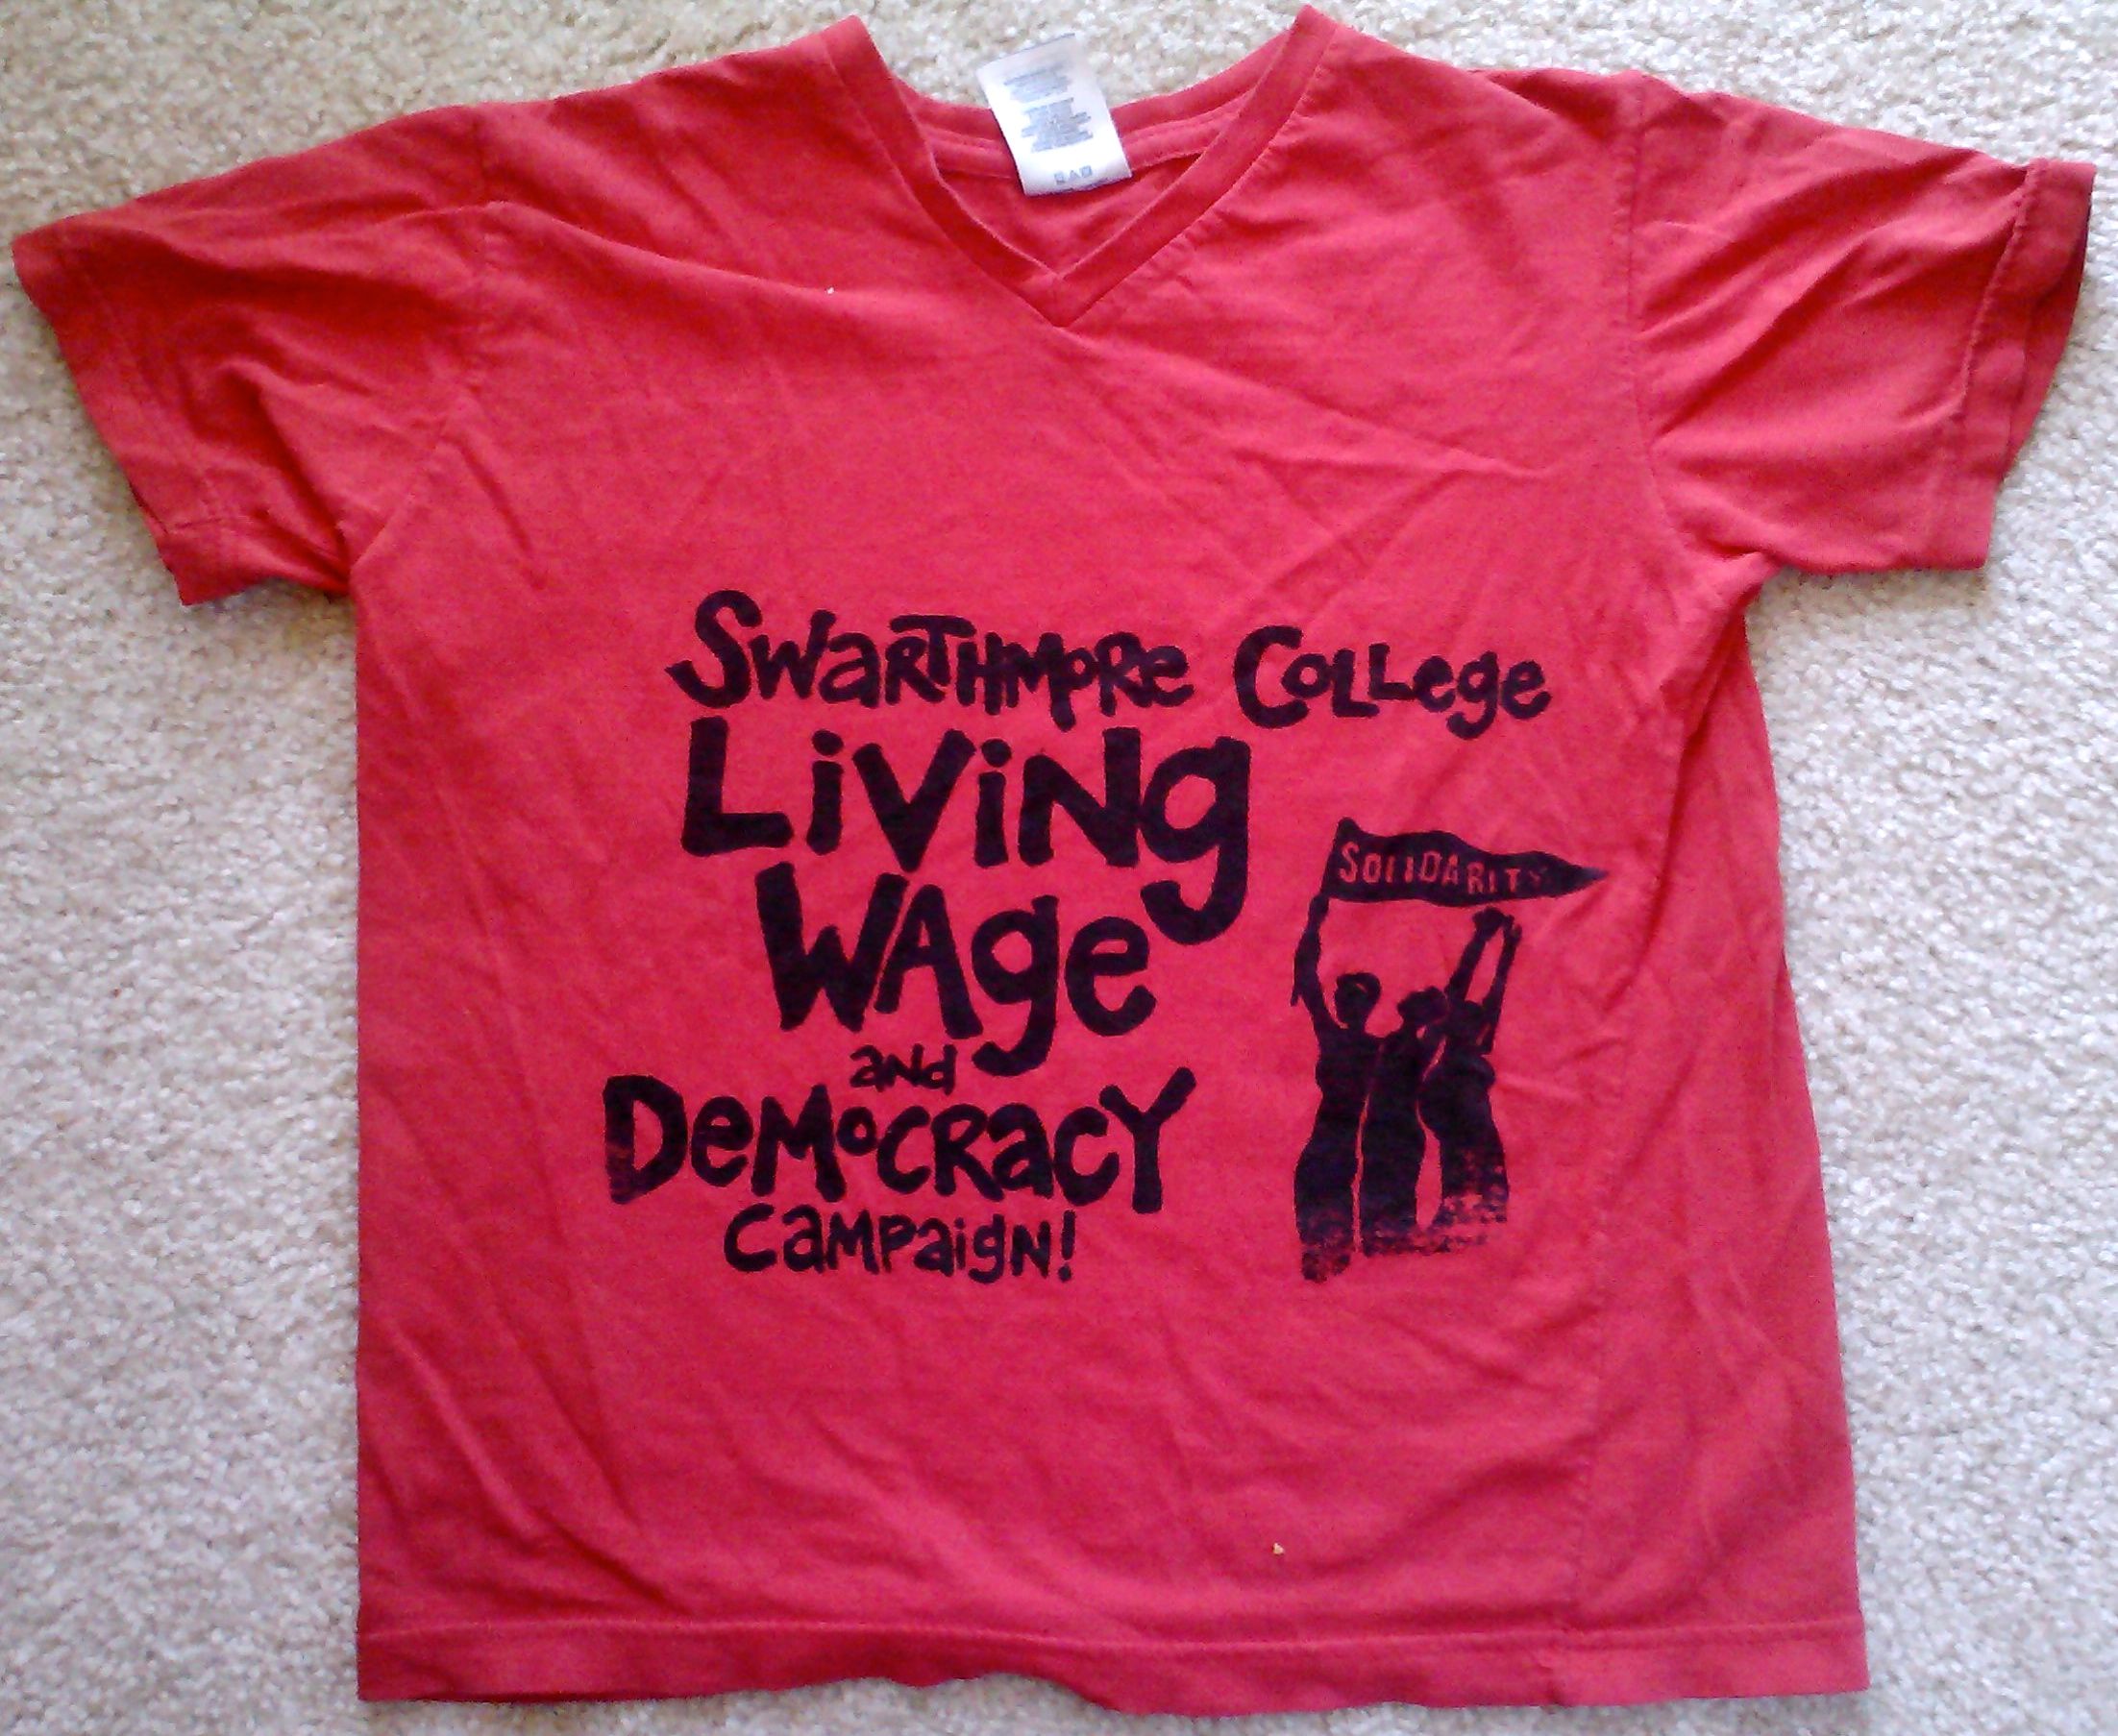 Swarthmore College
Living
Wage
and
Democracy
Campaign!
SOLIDARITY